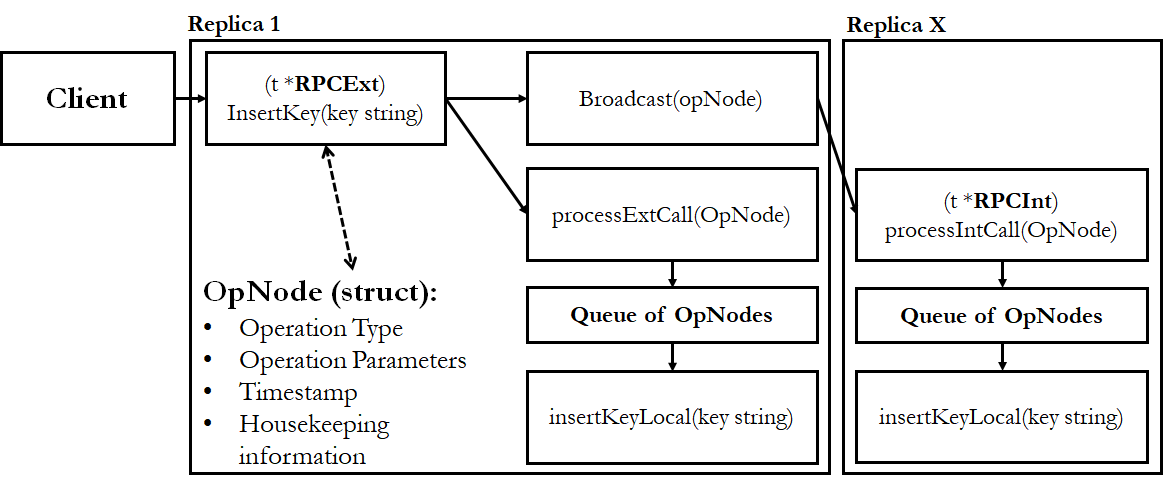 Replica 1
Replica X
Client
(t *RPCExt)
InsertKey(key string)
Broadcast(opNode)
processExtCall(OpNode)
(t *RPCInt)
processIntCall(OpNode)
OpNode (struct):
• Operation Type
• Operation Parameters
• Timestamp
• Housekeeping
information
Queue of OpNodes
Queue of OpNodes
insertKeyLocal(key string)
insertKeyLocal(key string)